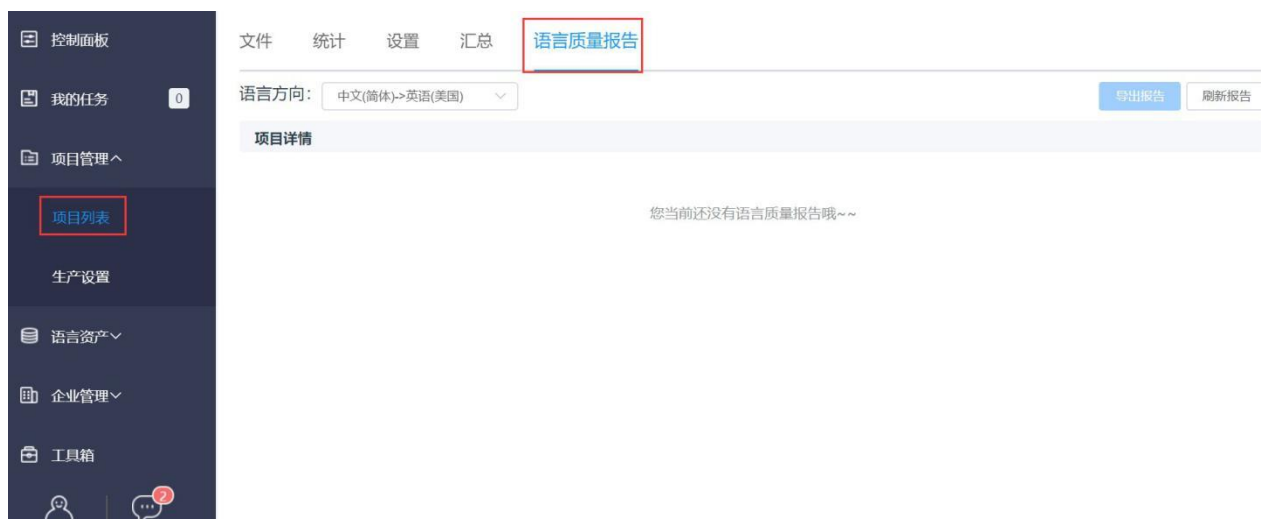 控制面板
我的任务 0
项目管理
项目列表
生产设置
语言资产
企业管理
工具箱
2
文件 统计 设置 汇总 语言质量报告
语言方向： 中文(简体)->英语(美国) 导出报告 刷新报告
项目详情
您当前还没有语言质量报告哦~~